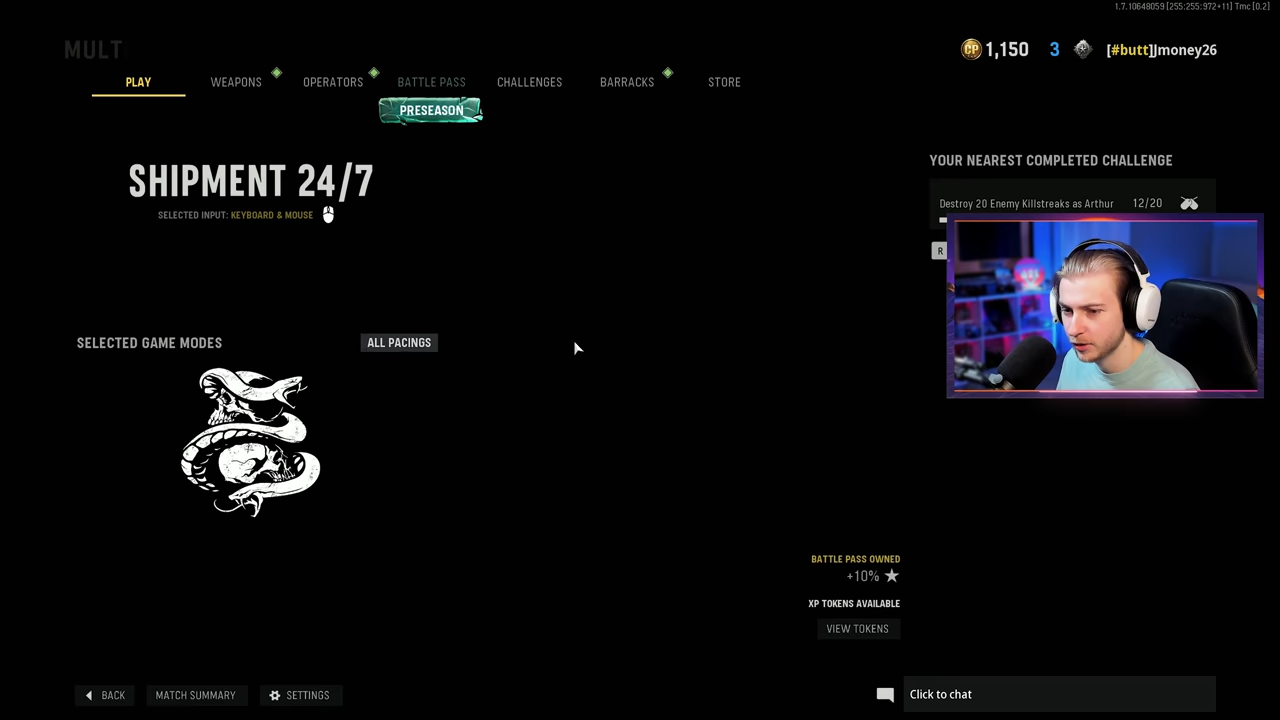 1.7.10648059 [255:255:972+11] Tmc [0.2]
MULT
CP 1,150 3 [#butt]Jmoney26
PLAY WEAPONS OPERATORS BATTLE PASS CHALLENGES BARRACKS STORE
PRESEASON
SHIPMENT 24/7
SELECTED INPUT: KEYBOARD & MOUSE
YOUR NEAREST COMPLETED CHALLENGE
Destroy 20 Enemy Killstreaks as Arthur 12/20
R
SELECTED GAME MODES ALL PACINGS
BATTLE PASS OWNED
+10%
XP TOKENS AVAILABLE
VIEW TOKENS
BACK MATCH SUMMARY SETTINGS
Click to chat